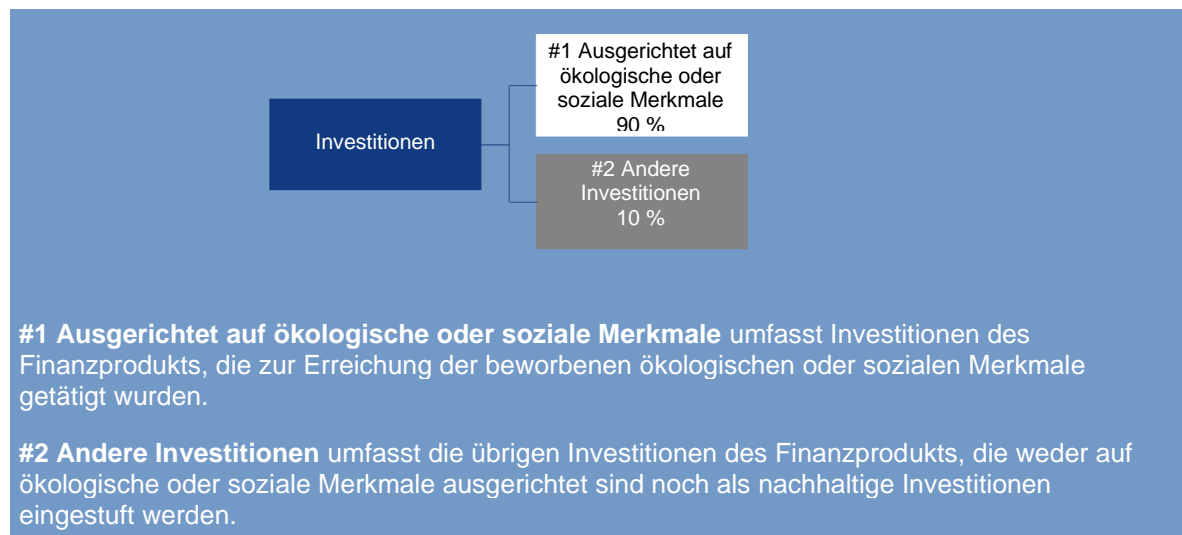 #1 Ausgerichtet auf
ökologische oder
soziale Merkmale
90 %
Investitionen
#2 Andere
Investitionen
10 %
#1 Ausgerichtet auf ökologische oder soziale Merkmale umfasst Investitionen des
Finanzprodukts, die zur Erreichung der beworbenen ökologischen oder sozialen Merkmale
getätigt wurden.
#2 Andere Investitionen umfasst die übrigen Investitionen des Finanzprodukts, die weder auf
ökologische oder soziale Merkmale ausgerichtet sind noch als nachhaltige Investitionen
eingestuft werden.